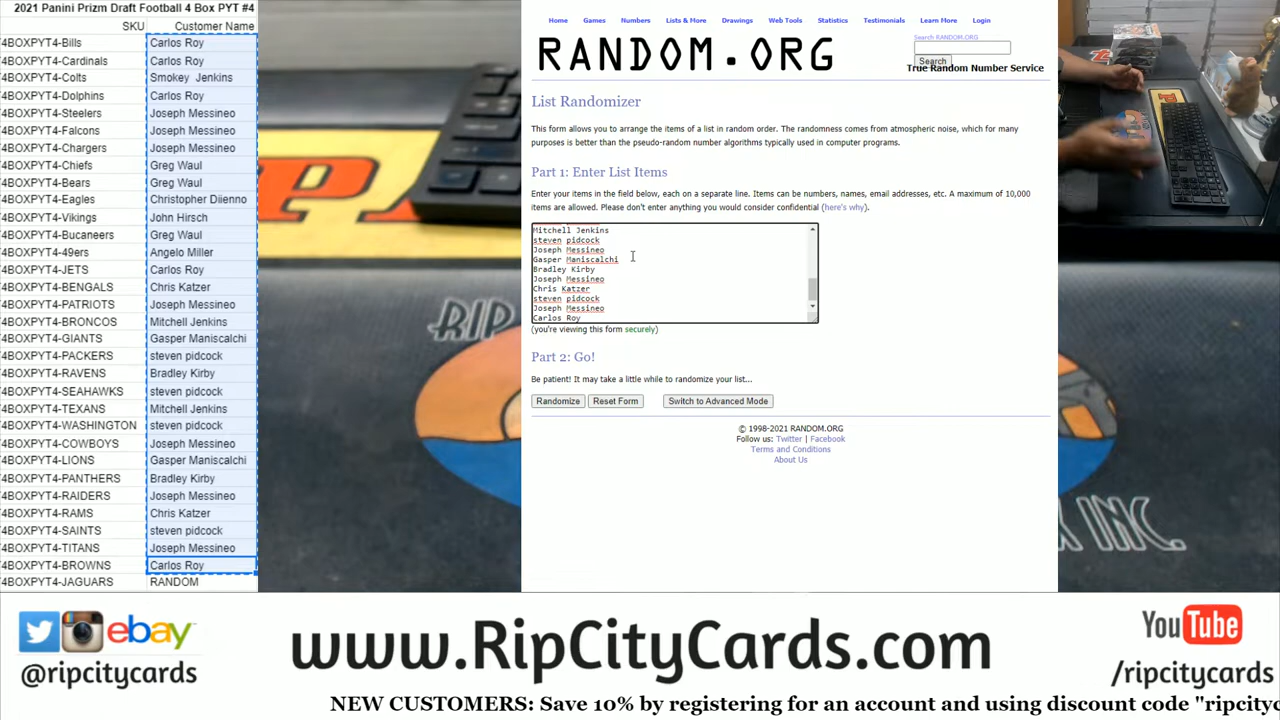 2021 Panini Prizm Draft Football 4 Box PYT #4
SKU Customer Name
4BOXPYT4-Bills Carlos Roy
4BOXPYT4-Cardinals Carlos Roy
4BOXPYT4-Colts Smokey Jenkins
4BOXPYT4-Dolphins Carlos Roy
4BOXPYT4-Steelers Joseph Messineo
4BOXPYT4-Falcons Joseph Messineo
4BOXPYT4-Chargers Joseph Messineo
4BOXPYT4-Chiefs Greg Waul
4BOXPYT4-Bears Greg Waul
4BOXPYT4-Eagles Christopher Diienno
4BOXPYT4-Vikings John Hirsch
4BOXPYT4-Bucaneers Greg Waul
4BOXPYT4-49ers Angelo Miller
4BOXPYT4-JETS Carlos Roy
4BOXPYT4-BENGALS Chris Katzer
4BOXPYT4-PATRIOTS Joseph Messineo
4BOXPYT4-BRONCOS Mitchell Jenkins
4BOXPYT4-GIANTS Gasper Maniscalchi
4BOXPYT4-PACKERS steven pidcock
4BOXPYT4-RAVENS Bradley Kirby
4BOXPYT4-SEAHAWKS steven pidcock
4BOXPYT4-TEXANS Mitchell Jenkins
4BOXPYT4-WASHINGTON steven pidcock
4BOXPYT4-COWBOYS Joseph Messineo
4BOXPYT4-LIONS Gasper Maniscalchi
4BOXPYT4-PANTHERS Bradley Kirby
4BOXPYT4-RAIDERS Joseph Messineo
4BOXPYT4-RAMS Chris Katzer
4BOXPYT4-SAINTS steven pidcock
4BOXPYT4-TITANS Joseph Messineo
4BOXPYT4-BROWNS Carlos Roy
4BOXPYT4-JAGUARS RANDOM
Home Games Numbers Lists & More Drawings Web Tools Statistics Testimonials Learn More Login
RANDOM.ORG
Search RANDOM.ORG
Search
True Random Number Service
List Randomizer
This form allows you to arrange the items of a list in random order. The randomness comes from atmospheric noise, which for many
purposes is better than the pseudo-random number algorithms typically used in computer programs.
Part 1: Enter List Items
Enter your items in the field below, each on a separate line. Items can be numbers, names, email addresses, etc. A maximum of 10,000
items are allowed. Please don't enter anything you would consider confidential (here's why).
Mitchell Jenkins
steven pidcock
Joseph Messineo
Gasper Maniscalchi
Bradley Kirby
Joseph Messineo
Chris Katzer
steven pidcock
Joseph Messineo
Carlos Roy
(you're viewing this form securely)
Part 2: Go!
Be patient! It may take a little while to randomize your list...
Randomize Reset Form Switch to Advanced Mode
© 1998-2021 RANDOM.ORG
Follow us: Twitter | Facebook
Terms and Conditions
About Us
RIP
INC.
ebay
@ripcitycards
www.RipCityCards.com
YouTube
/ripcitycards
NEW CUSTOMERS: Save 10% by registering for an account and using discount code "ripcityc